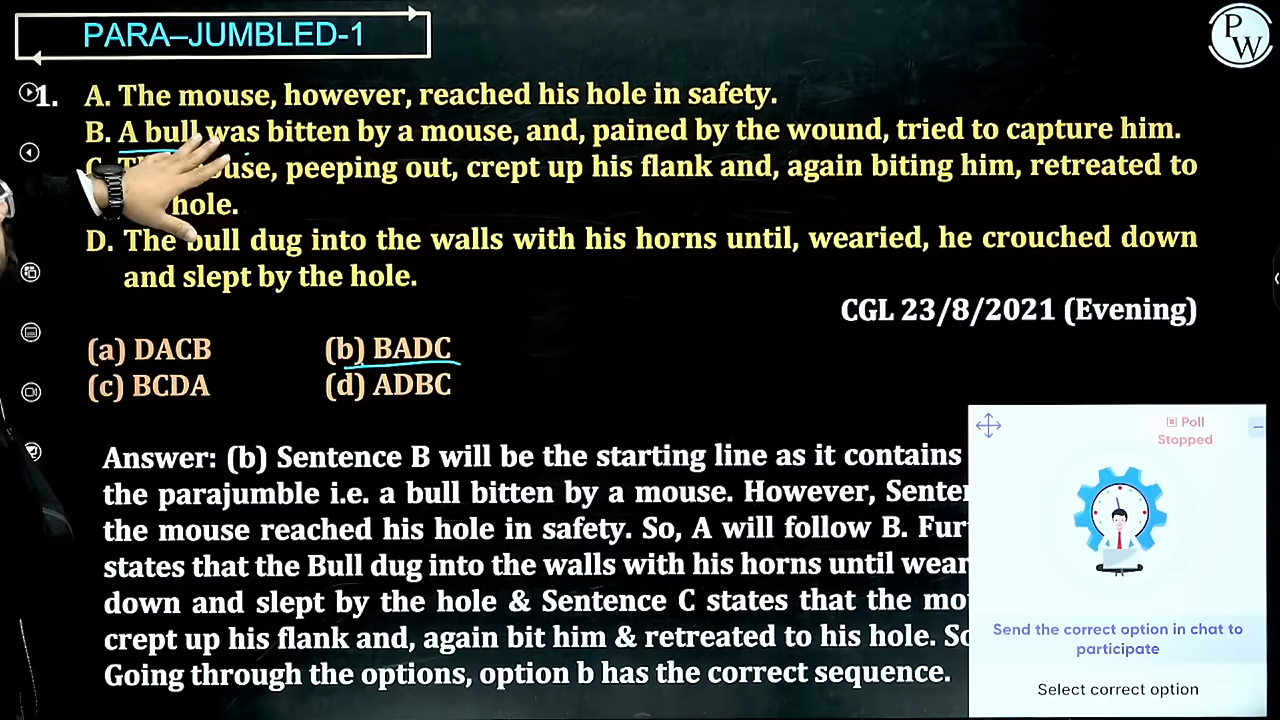 PARA–JUMBLED-1
PW
1. A. The mouse, however, reached his hole in safety.
B. A bull was bitten by a mouse, and, pained by the wound, tried to capture him.
peeping out, crept up his flank and, again biting him, retreated to
hole.
D. The bull dug into the walls with his horns until, wearied, he crouched down
and slept by the hole.
CGL 23/8/2021 (Evening)
(a) DACB (b) BADC
(c) BCDA (d) ADBC
Answer: (b) Sentence B will be the starting line as it contains
the parajumble i.e. a bull bitten by a mouse. However,
the mouse reached his hole in safety. So, A will follow B.
states that the Bull dug into the walls with his horns until
down and slept by the hole & Sentence C states that the
crept up his flank and, again bit him & retreated to his hole.
Going through the options, option b has the correct sequence.
Poll
Stopped
Send the correct option in chat to
participate
Select correct option